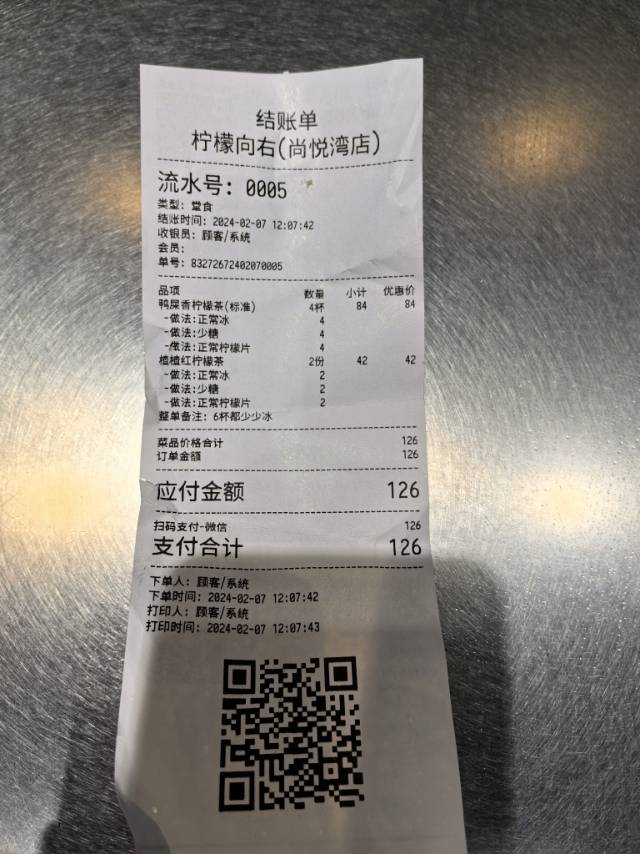 结账单
柠檬向右(尚悦湾店)
流水号: 0005
类型: 堂食
结账时间: 2024-02-07 12:07:42
收银员: 顾客/系统
会员:
单号: 83272672402070005
品项 数量 小计 优惠价
鸭屎香柠檬茶(标准) 4杯 84 84
-做法:正常冰 4
-做法:少糖 4
-做法:正常柠檬片 4
楂楂红柠檬茶 2份 42 42
-做法:正常冰 2
-做法:少糖 2
-做法:正常柠檬片 2
整单备注: 6杯都少少冰
菜品价格合计 126
订单金额 126
应付金额 126
扫码支付-微信 126
支付合计 126
下单人: 顾客/系统
下单时间: 2024-02-07 12:07:42
打印人: 顾客/系统
打印时间: 2024-02-07 12:07:43